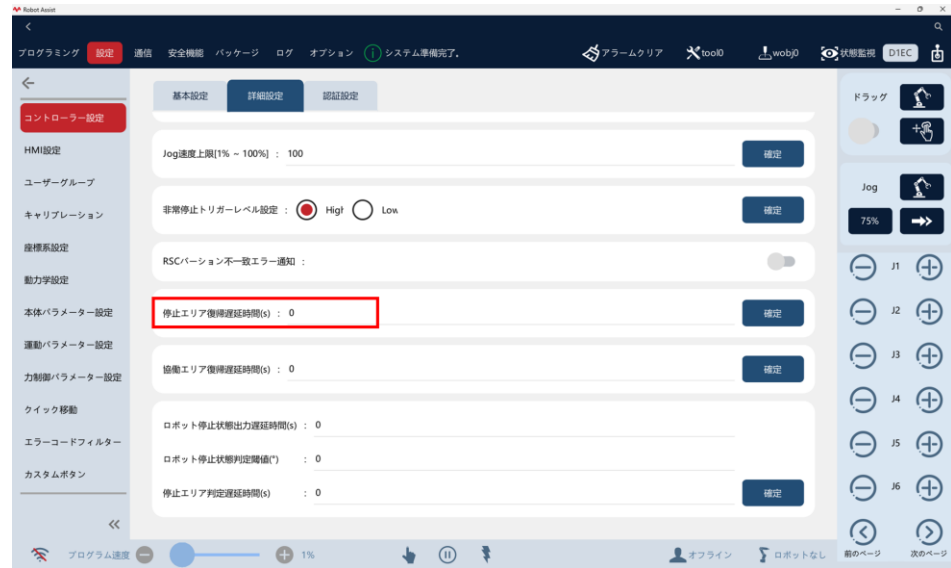 Robot Assist
プログラミング 設定 通信 安全機能 パッケージ ログ オプション システム準備完了. アラームクリア tool0 wobj0 状態監視 D1EC
基本設定 詳細設定 認証設定
コントローラー設定
HMI設定
ユーザーグループ
キャリブレーション
座標系設定
動力学設定
本体パラメーター設定
運動パラメーター設定
力制御パラメーター設定
クイック移動
エラーコードフィルター
カスタムボタン
Jog速度上限[1% ~ 100%] : 100 確定
非常停止トリガーレベル設定 : High Low 確定
RSCバージョン不一致エラー通知 :
停止エリア復帰遅延時間(s) : 0 確定
協働エリア復帰遅延時間(s) : 0 確定
ロボット停止状態出力遅延時間(s) : 0
ロボット停止状態判定閾値(°) : 0
停止エリア判定遅延時間(s) : 0 確定
ドラッグ
Jog
75%
J1
J2
J3
J4
J5
J6
前のページ 次のページ
プログラム速度 1% オフライン ロボットなし